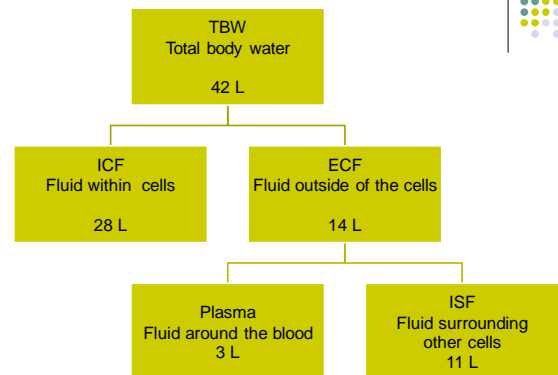 TBW
Total body water
42 L
ICF
Fluid within cells
28 L
ECF
Fluid outside of the cells
14 L
Plasma
Fluid around the blood
3 L
ISF
Fluid surrounding
other cells
11 L